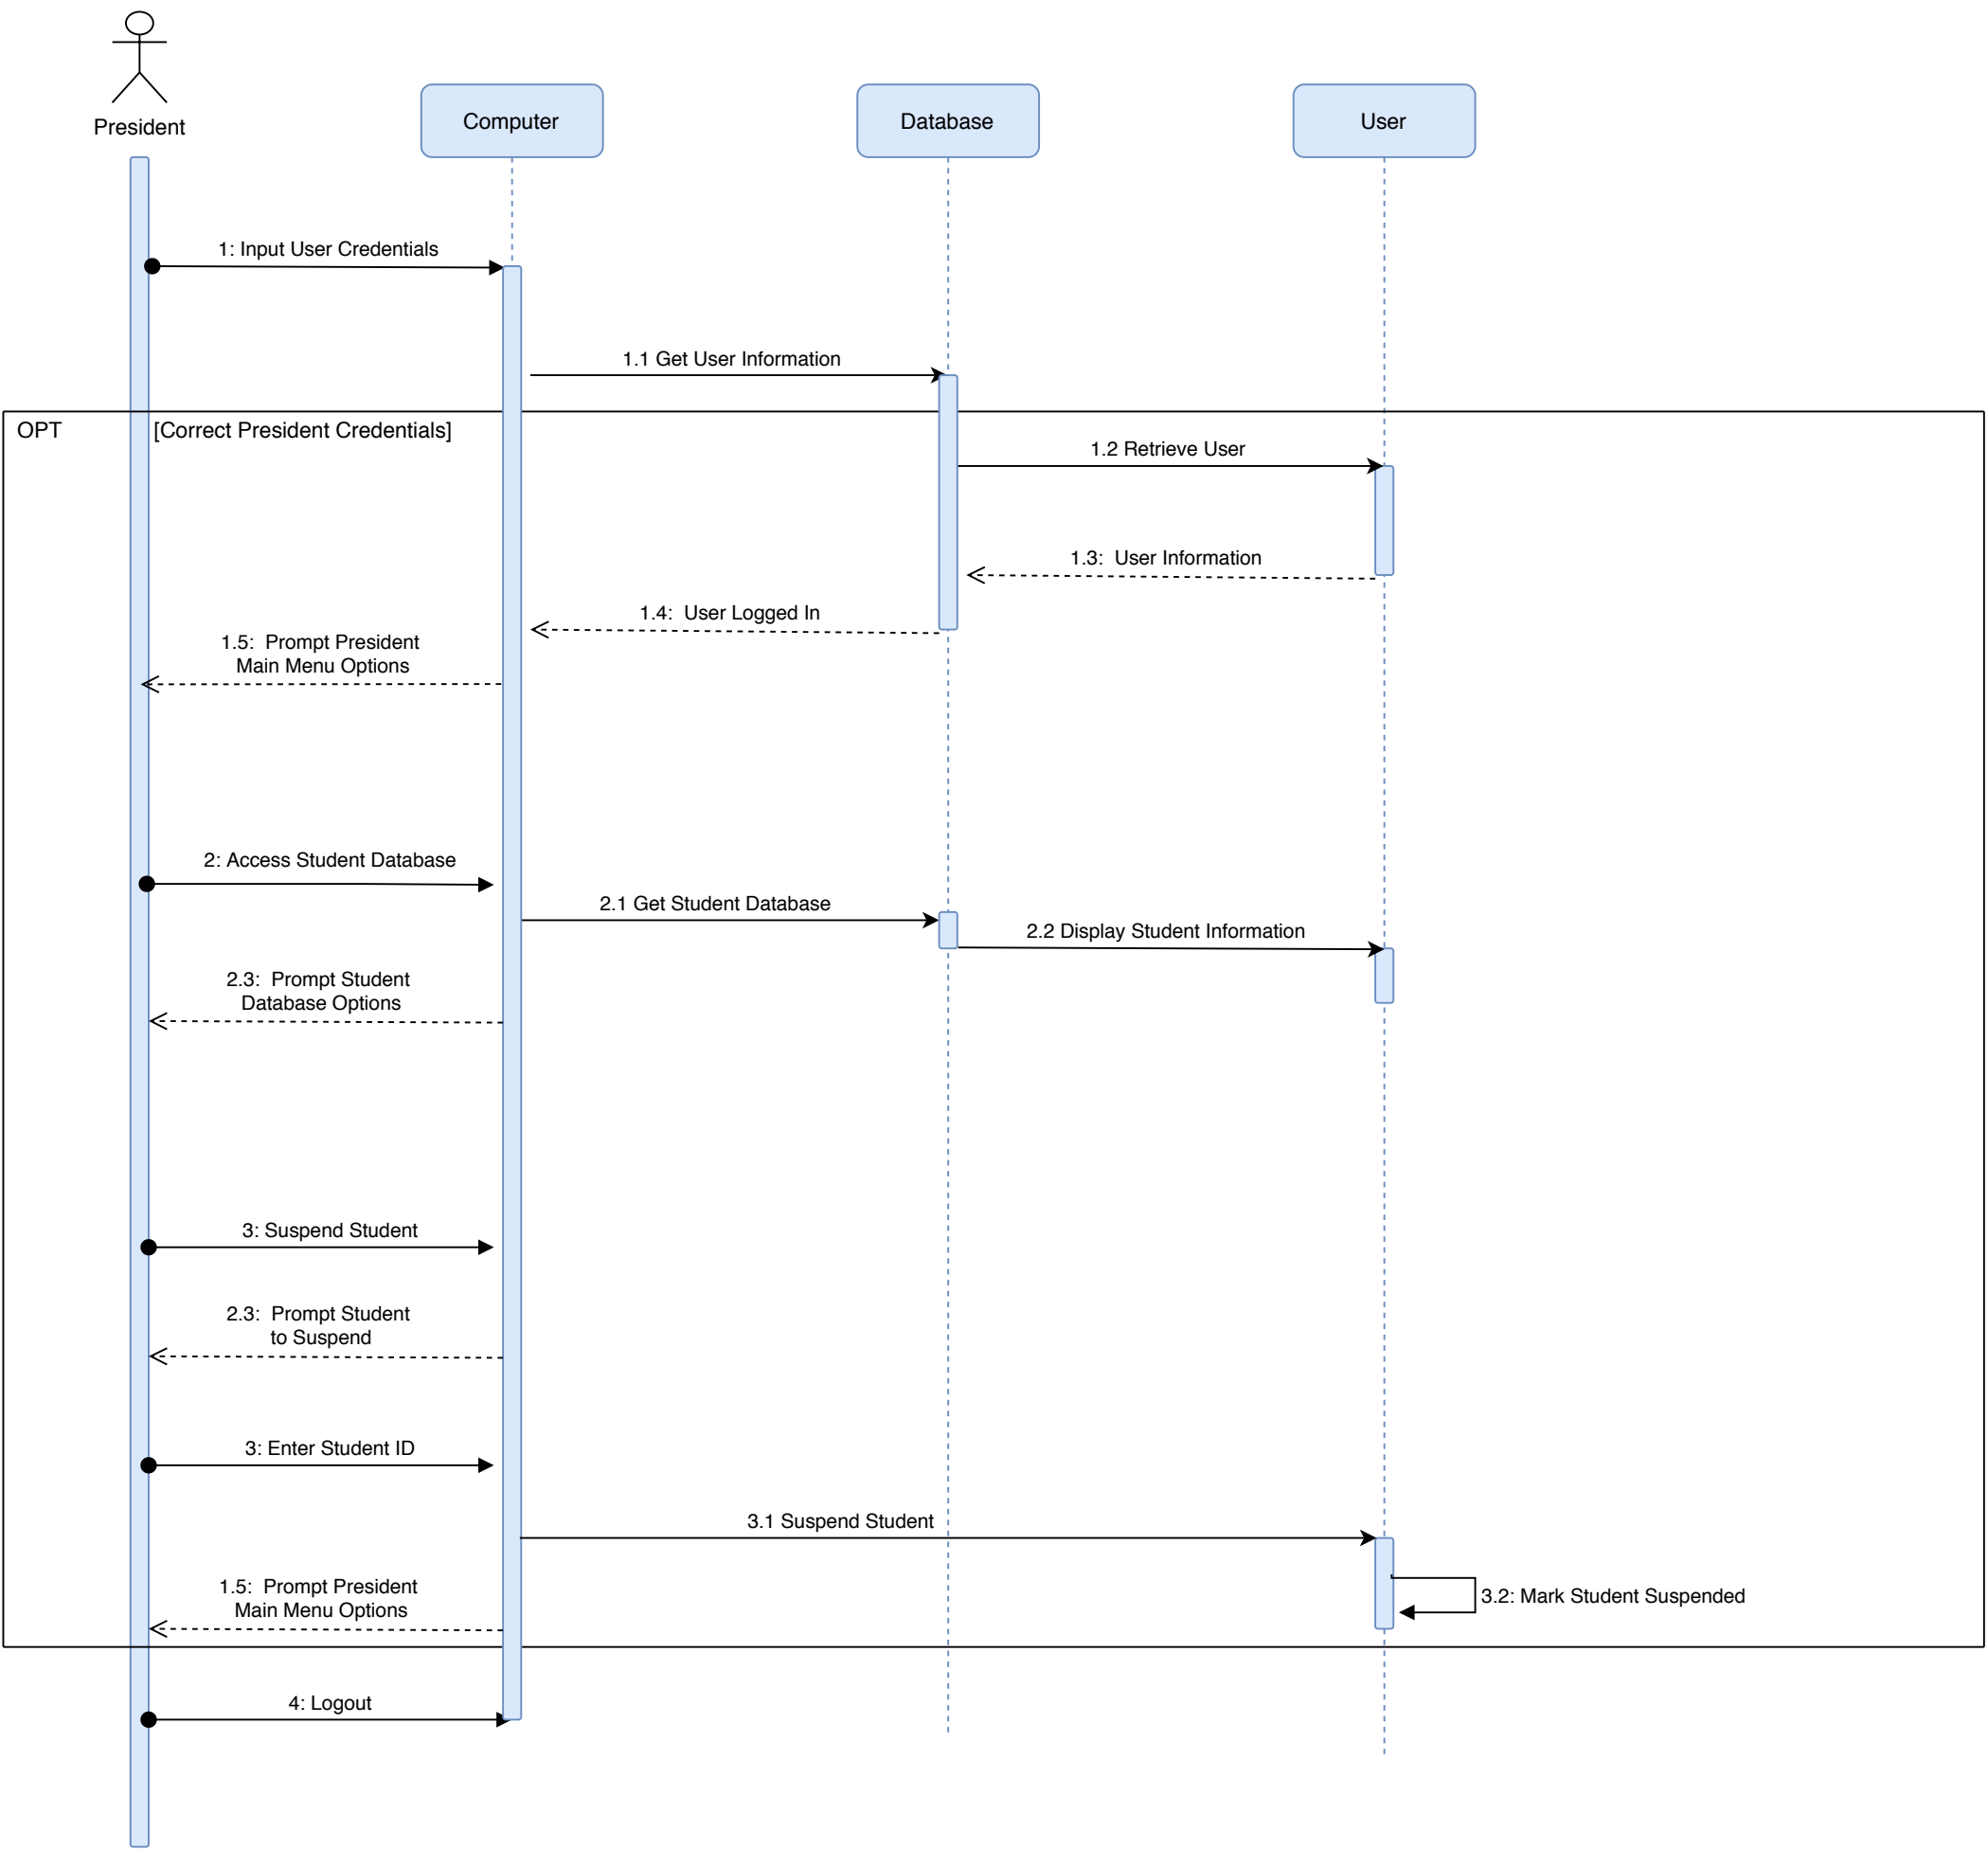 President
Computer
Database
User
1: Input User Credentials
1.1 Get User Information
OPT
[Correct President Credentials]
1.2 Retrieve User
1.3:  User Information
1.4:  User Logged In
1.5:  Prompt President
Main Menu Options
2: Access Student Database
2.1 Get Student Database
2.2 Display Student Information
2.3:  Prompt Student
Database Options
3: Suspend Student
2.3:  Prompt Student
to Suspend
3: Enter Student ID
3.1 Suspend Student
1.5:  Prompt President
Main Menu Options
3.2: Mark Student Suspended
4: Logout